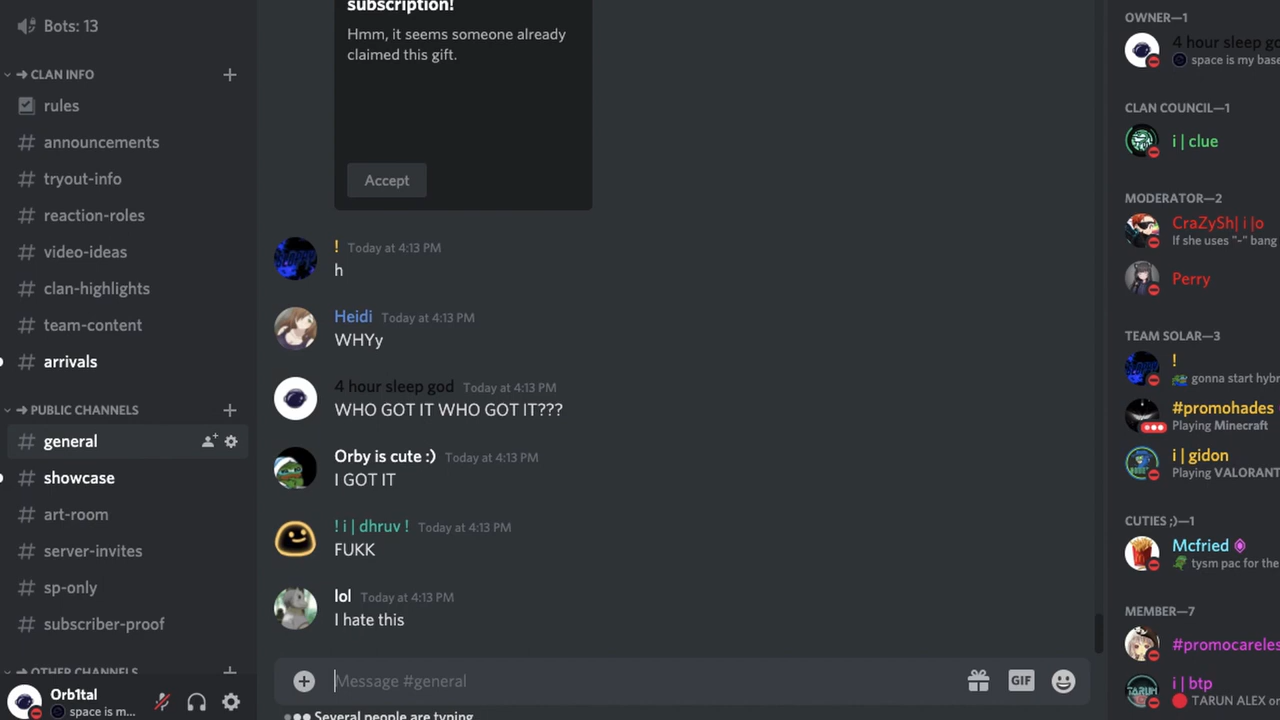 Bots: 13
CLAN INFO
rules
announcements
tryout-info
reaction-roles
video-ideas
clan-highlights
team-content
arrivals
PUBLIC CHANNELS
general
showcase
art-room
server-invites
sp-only
subscriber-proof
OTHER CHANNELS
Orb1tal
space is m...
subscription!
Hmm, it seems someone already
claimed this gift.
Accept
! Today at 4:13 PM
h
Heidi Today at 4:13 PM
WHYy
4 hour sleep god Today at 4:13 PM
WHO GOT IT WHO GOT IT???
Orby is cute :) Today at 4:13 PM
I GOT IT
! i | dhruv ! Today at 4:13 PM
FUKK
lol Today at 4:13 PM
I hate this
Message #general
GIF
Several people are typing
OWNER—1
4 hour sleep go
space is my base
CLAN COUNCIL—1
i | clue
MODERATOR—2
CraZySh| i |o
If she uses "-" bang
Perry
TEAM SOLAR—3
!
gonna start hybr
#promohades
Playing Minecraft
i | gidon
Playing VALORANT
CUTIES ;)—1
Mcfried
tysm pac for the
MEMBER—7
#promocareles
i | btp
TARUN ALEX on